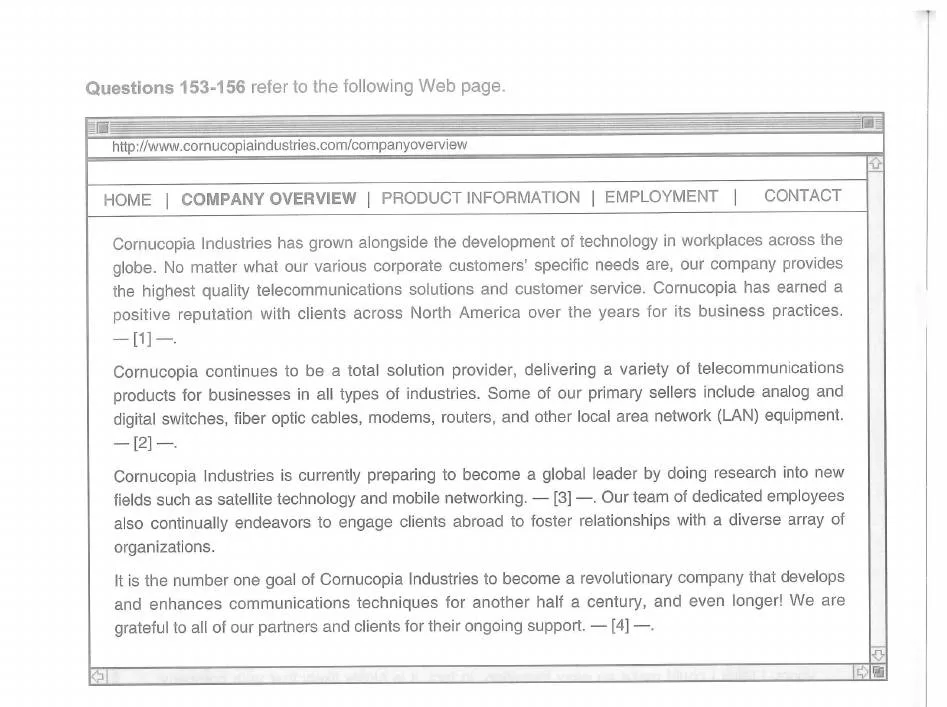 Questions 153-156 refer to the following Web page.
http://www.cornucopiaindustries.com/companyoverview
HOME | COMPANY OVERVIEW | PRODUCT INFORMATION | EMPLOYMENT | CONTACT
Cornucopia Industries has grown alongside the development of technology in workplaces across the
globe. No matter what our various corporate customers' specific needs are, our company provides
the highest quality telecommunications solutions and customer service. Cornucopia has earned a
positive reputation with clients across North America over the years for its business practices.
— [1] —.
Cornucopia continues to be a total solution provider, delivering a variety of telecommunications
products for businesses in all types of industries. Some of our primary sellers include analog and
digital switches, fiber optic cables, modems, routers, and other local area network (LAN) equipment.
— [2] —.
Cornucopia Industries is currently preparing to become a global leader by doing research into new
fields such as satellite technology and mobile networking. — [3] —. Our team of dedicated employees
also continually endeavors to engage clients abroad to foster relationships with a diverse array of
organizations.
It is the number one goal of Cornucopia Industries to become a revolutionary company that develops
and enhances communications techniques for another half a century, and even longer! We are
grateful to all of our partners and clients for their ongoing support. — [4] —.